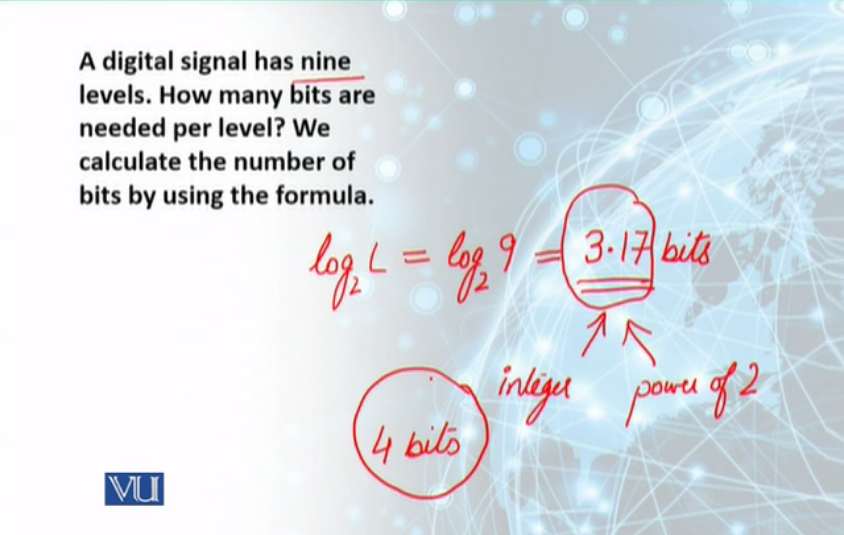 A digital signal has nine
levels. How many bits are
needed per level? We
calculate the number of
bits by using the formula.
log₂ L = log₂ 9 = 3.17 bits
integer power of 2
4 bits
VU